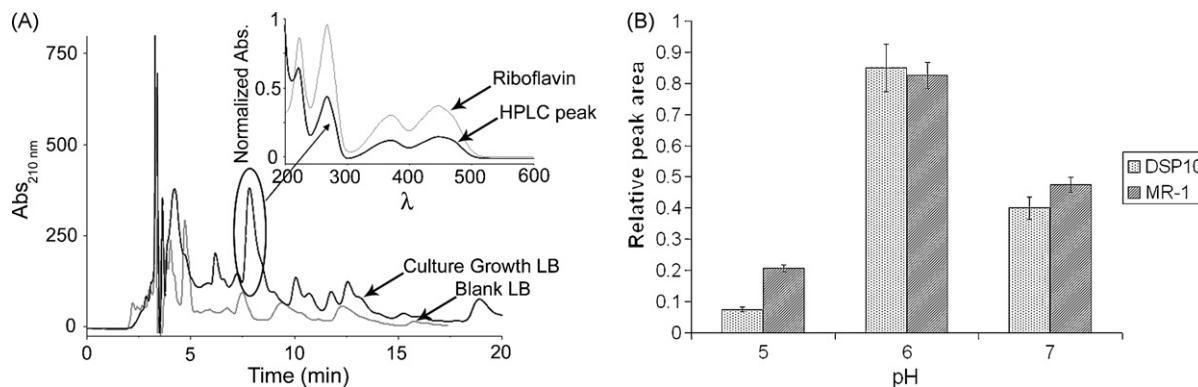 (A)
750
500
250
0
Abs210 nm
0 5 10 15 20
Time (min)
1
0.5
0
Normalized Abs.
200 300 400 500 600
λ
Riboflavin
HPLC peak
Culture Growth LB
Blank LB
(B)
1
0.9
0.8
0.7
0.6
0.5
0.4
0.3
0.2
0.1
0
Relative peak area
5 6 7
pH
DSP10
MR-1